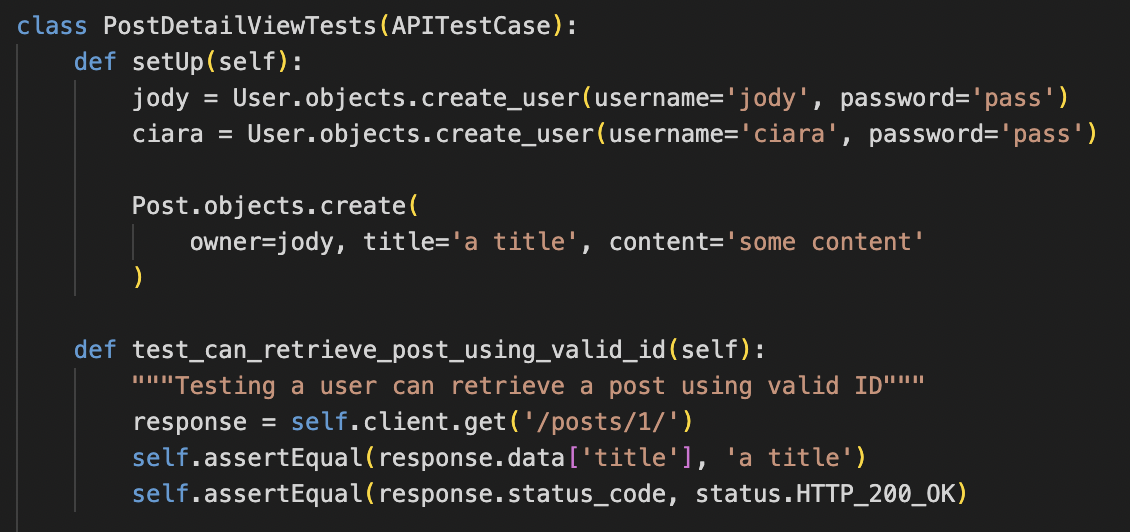 class PostDetailViewTests(APITestCase):
    def setUp(self):
        jody = User.objects.create_user(username='jody', password='pass')
        ciara = User.objects.create_user(username='ciara', password='pass')

        Post.objects.create(
            owner=jody, title='a title', content='some content'
        )

    def test_can_retrieve_post_using_valid_id(self):
        """Testing a user can retrieve a post using valid ID"""
        response = self.client.get('/posts/1/')
        self.assertEqual(response.data['title'], 'a title')
        self.assertEqual(response.status_code, status.HTTP_200_OK)